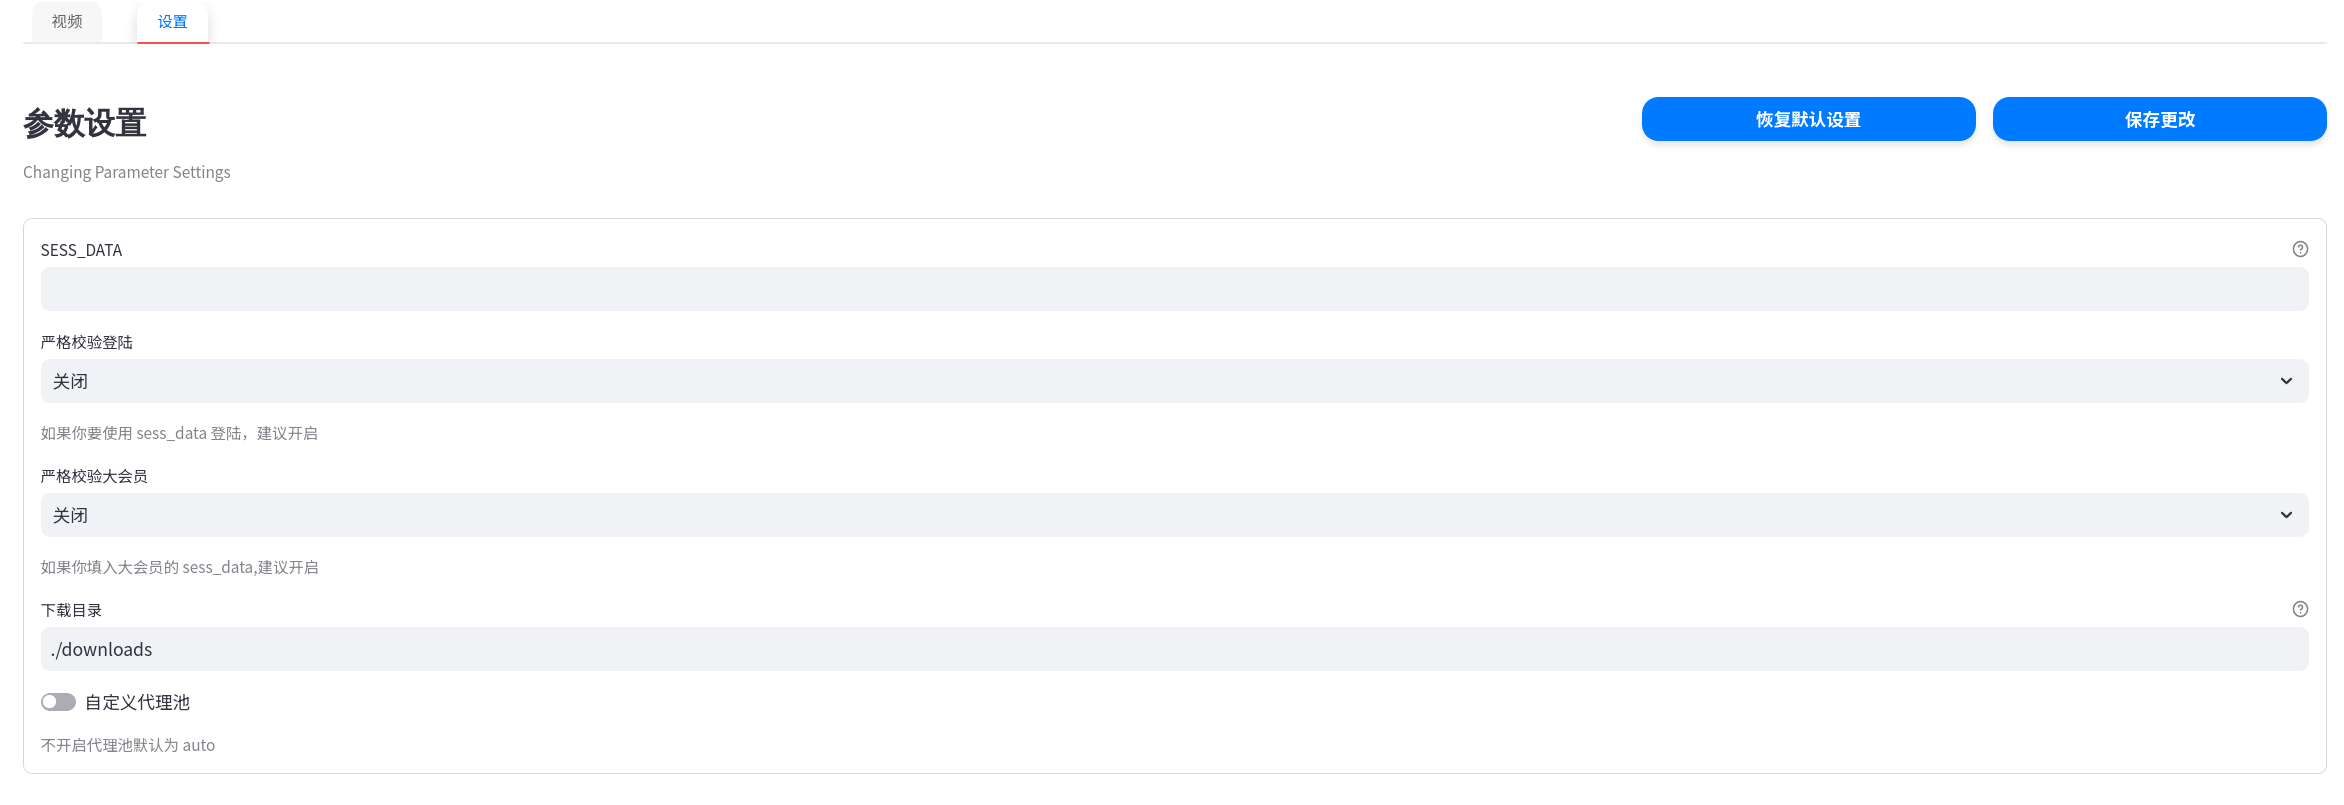 视频
设置
参数设置
恢复默认设置
保存更改
Changing Parameter Settings
SESS_DATA
严格校验登陆
关闭
如果你要使用 sess_data 登陆，建议开启
严格校验大会员
关闭
如果你填入大会员的 sess_data,建议开启
下载目录
./downloads
自定义代理池
不开启代理池默认为 auto